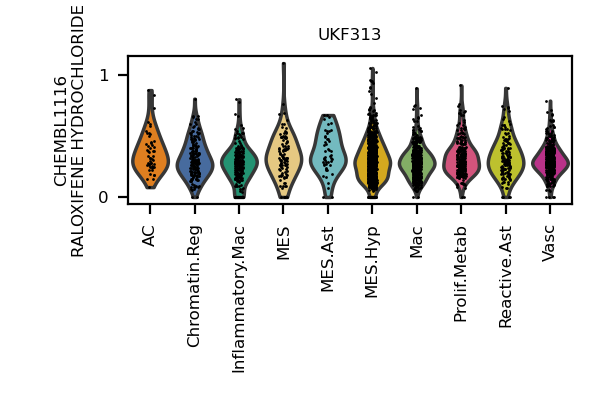 UKF313
CHEMBL1116
RALOXIFENE HYDROCHLORIDE
1
0
AC
Chromatin.Reg
Inflammatory.Mac
MES
MES.Ast
MES.Hyp
Mac
Prolif.Metab
Reactive.Ast
Vasc